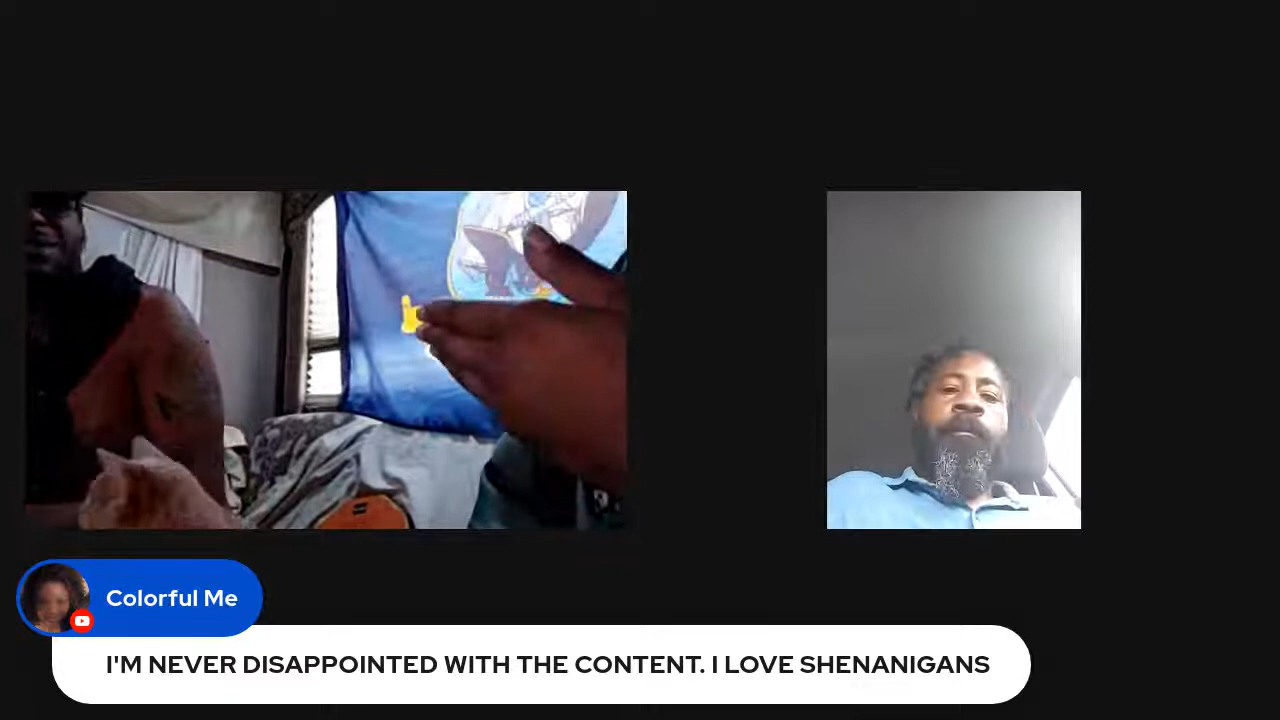 Colorful Me
I'M NEVER DISAPPOINTED WITH THE CONTENT. I LOVE SHENANIGANS